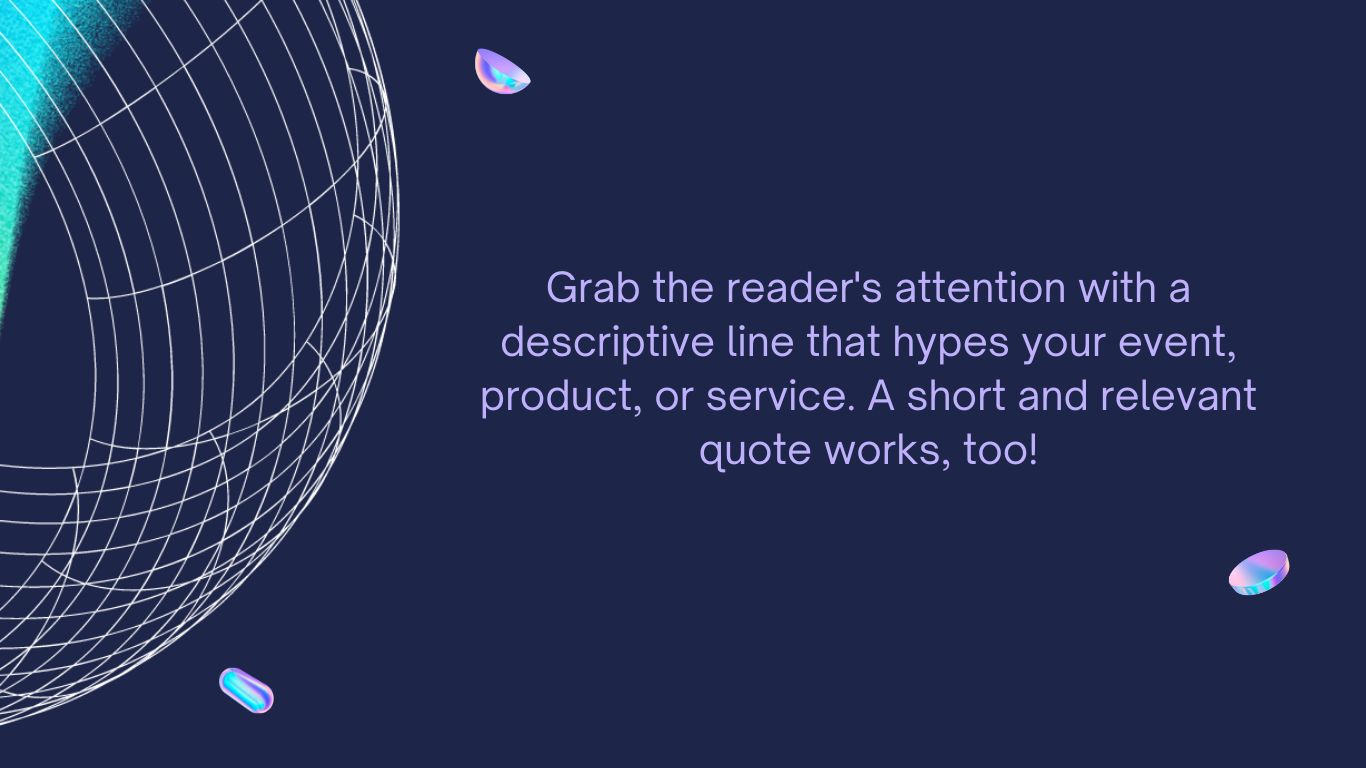 Grab the reader's attention with a
descriptive line that hypes your event,
product, or service. A short and relevant
quote works, too!